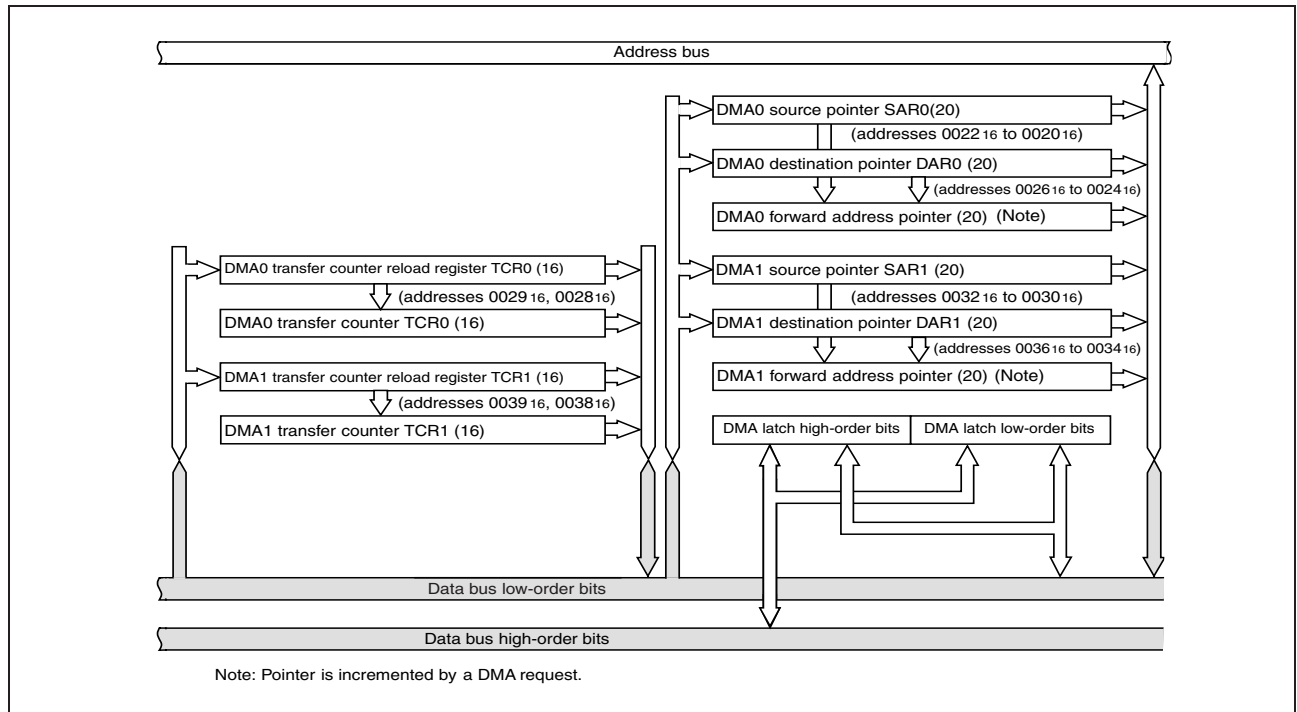 Address bus
DMA0 source pointer SAR0(20)
(addresses 0022 16 to 0020 16)
DMA0 destination pointer DAR0 (20)
(addresses 0026 16 to 0024 16)
DMA0 forward address pointer (20) (Note)
DMA0 transfer counter reload register TCR0 (16)
(addresses 0029 16, 0028 16)
DMA0 transfer counter TCR0 (16)
DMA1 transfer counter reload register TCR1 (16)
(addresses 0039 16, 0038 16)
DMA1 transfer counter TCR1 (16)
DMA1 source pointer SAR1 (20)
(addresses 0032 16 to 0030 16)
DMA1 destination pointer DAR1 (20)
(addresses 0036 16 to 0034 16)
DMA1 forward address pointer (20) (Note)
DMA latch high-order bits
DMA latch low-order bits
Data bus low-order bits
Data bus high-order bits
Note: Pointer is incremented by a DMA request.